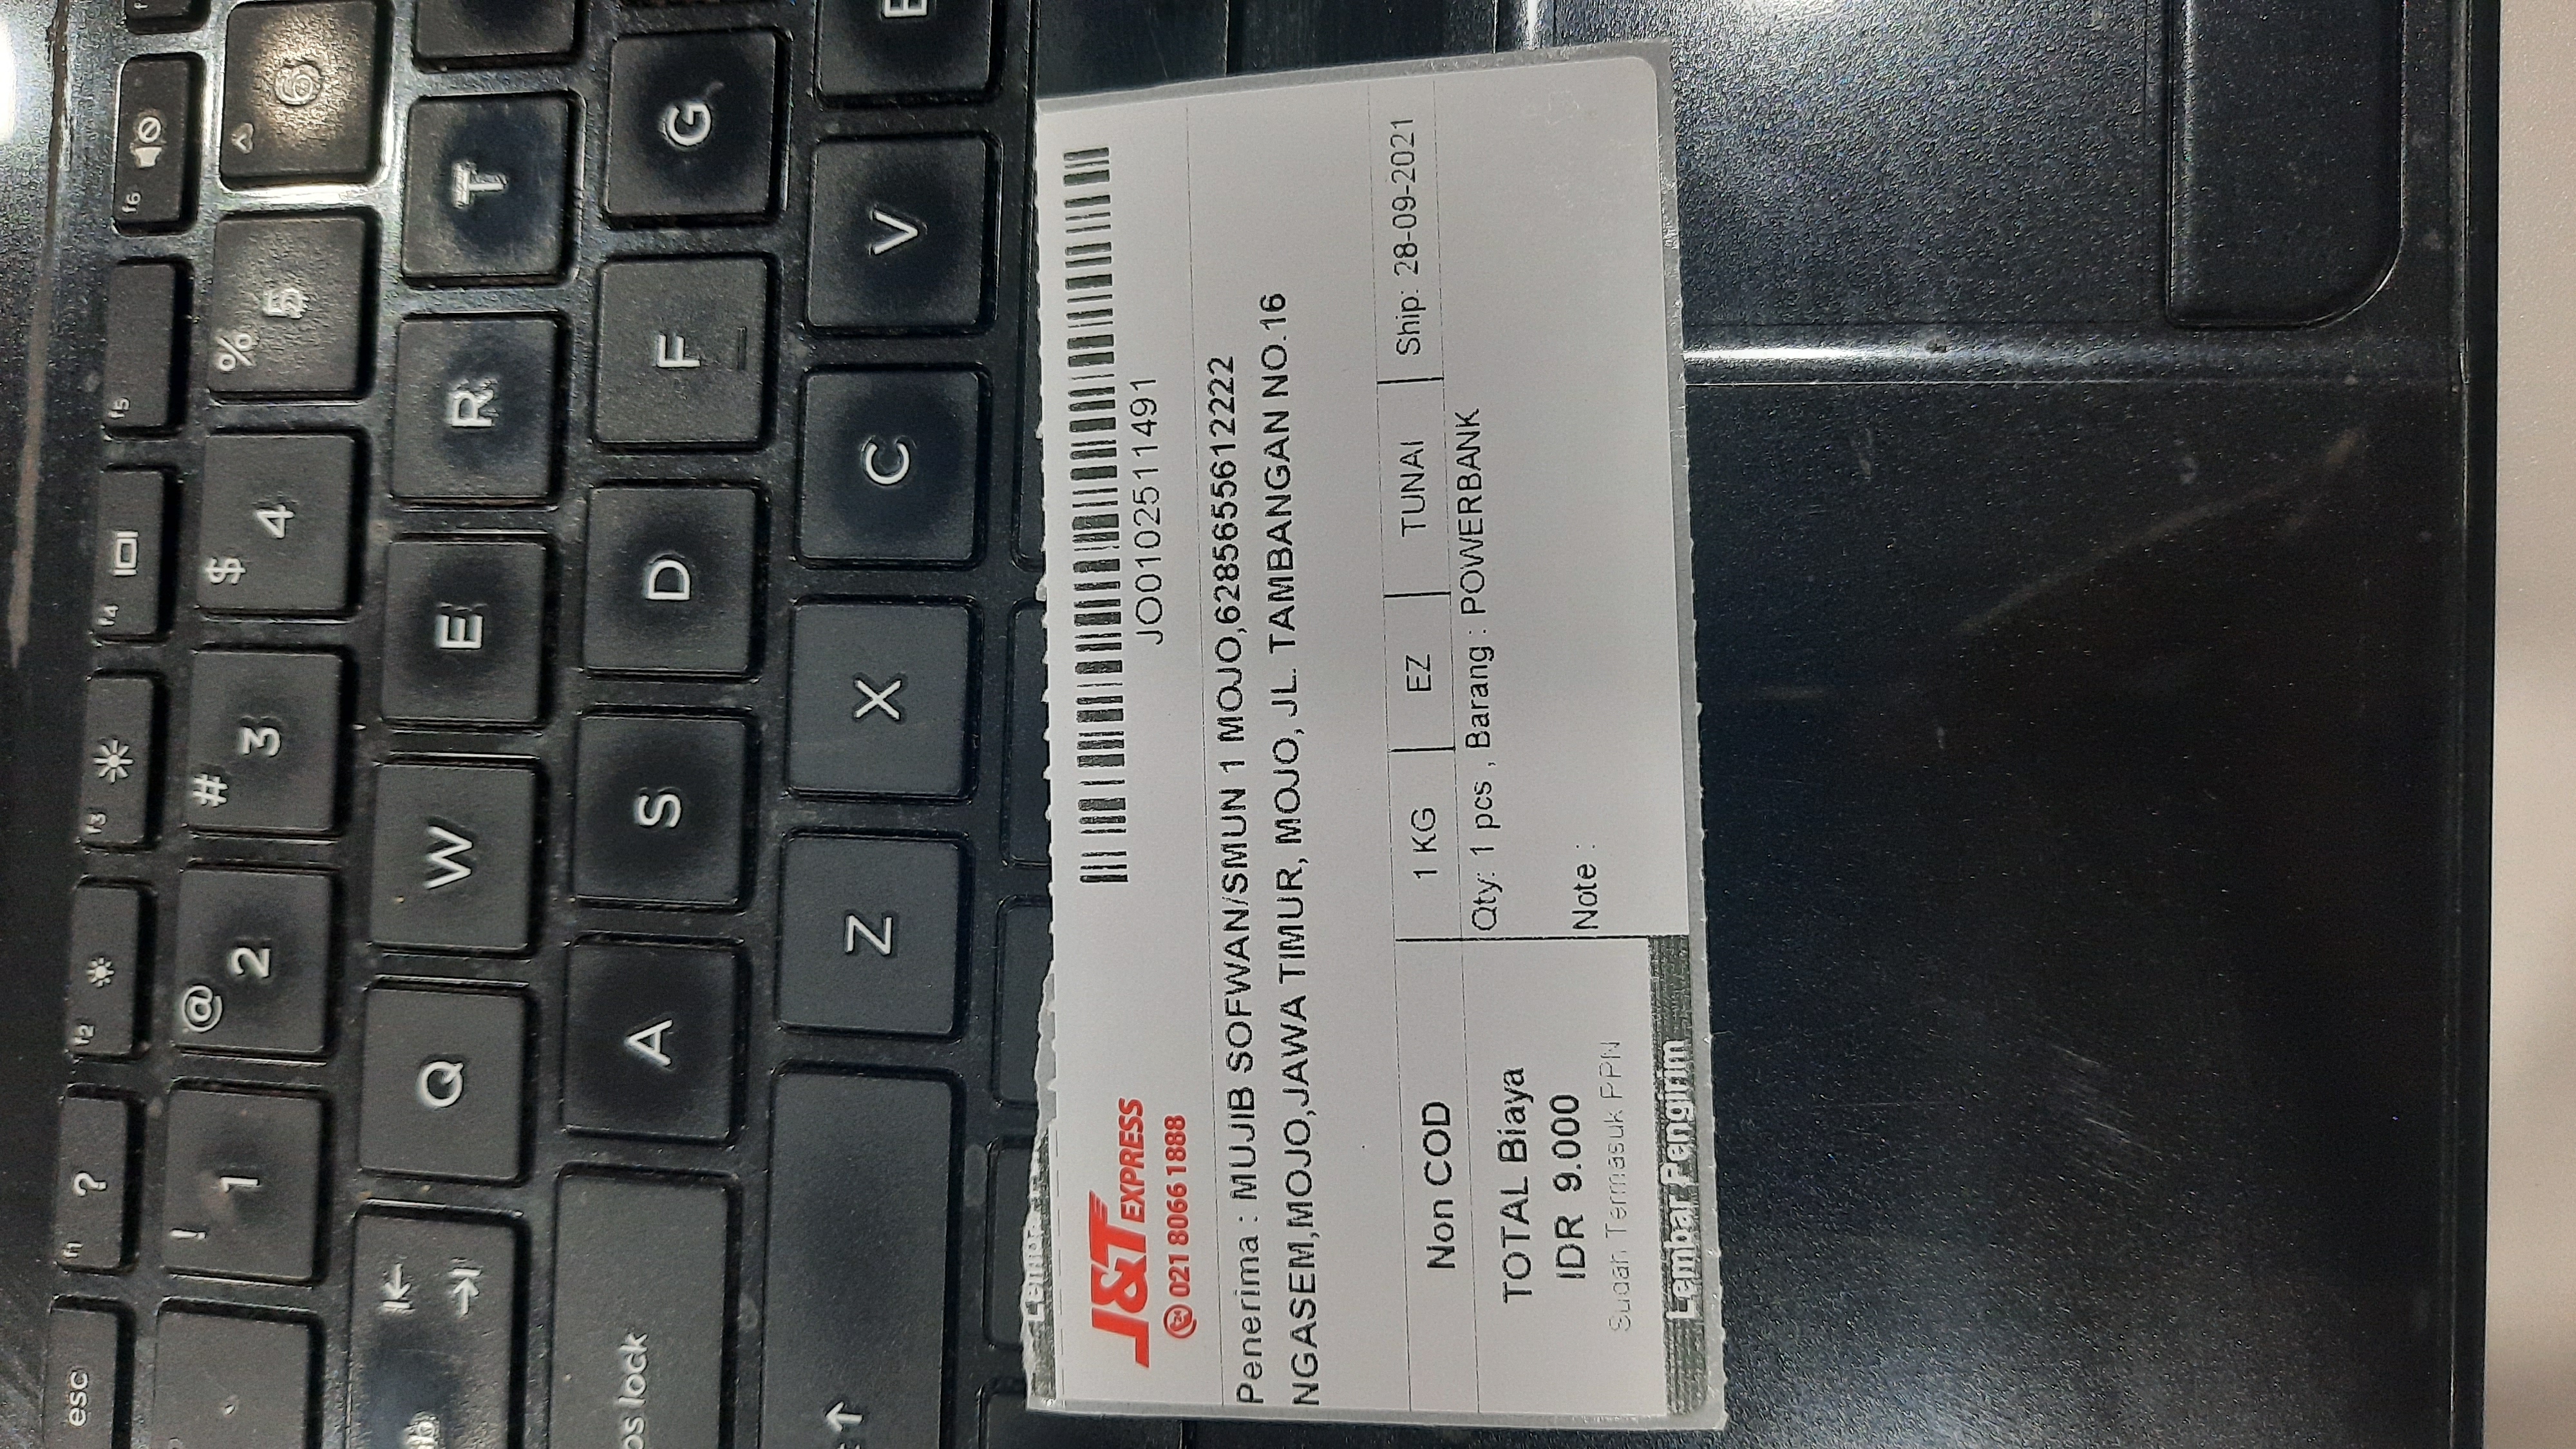 esc f1 ? f2 f3 f4 f5 f6
! 1 @ 2 # 3 $ 4 % 5 ^ 6
Q W E R T
lock A S D F G
Z X C V
J&T EXPRESS
021 8066 1888
JO0102511491
Penerima : MUJIB SOFWAN/SMUN 1 MOJO,6285655612222
NGASEM,MOJO,JAWA TIMUR, MOJO, JL. TAMBANGAN NO.16
Non COD 1 KG EZ TUNAI Ship: 28-09-2021
Qty: 1 pcs , Barang : POWERBANK
TOTAL Biaya
IDR 9.000
Note :
Sudah Termasuk PPN
Lembar Pengirim